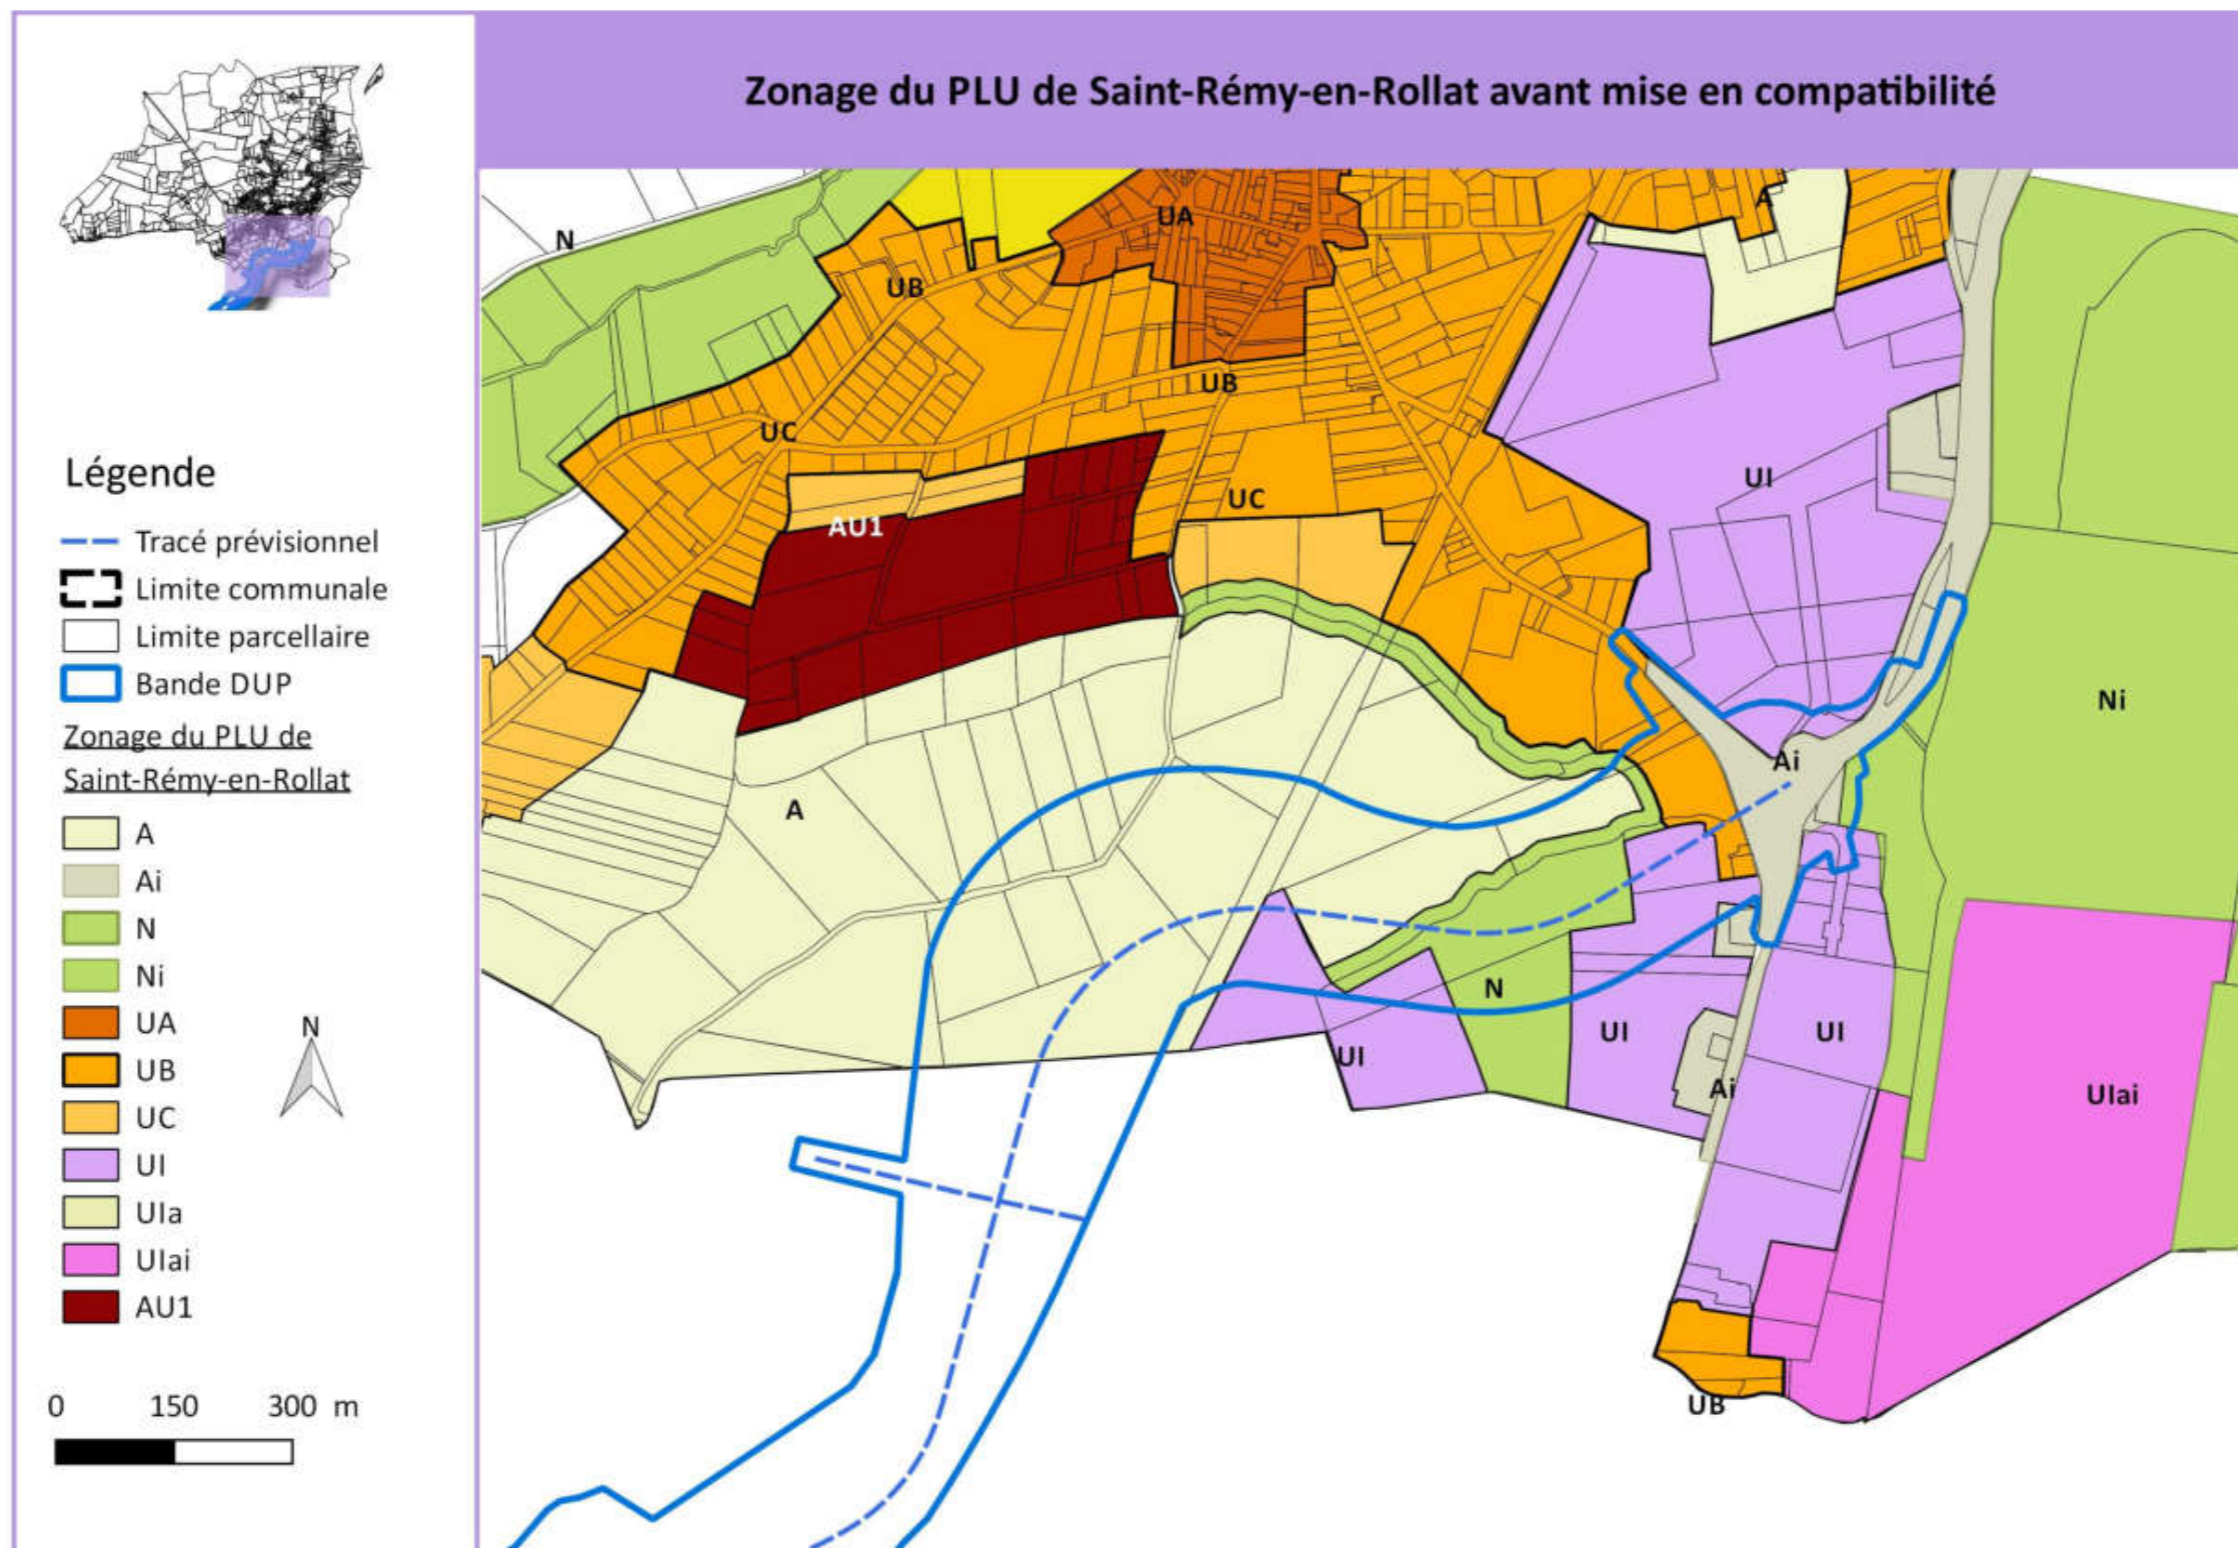 Zonage du PLU de Saint-Rémy-en-Rollat avant mise en compatibilité
Légende
Tracé prévisionnel
Limite communale
Limite parcellaire
Bande DUP
Zonage du PLU de
Saint-Rémy-en-Rollat
A
Ai
N
Ni
UA
UB
UC
UI
UIa
UIai
AU1
N
0 150 300 m
N
UA
A
UB
UB
UC
UI
UC
AU1
Ni
Ai
A
N
UI
UI
UI
Ai
UIai
UB